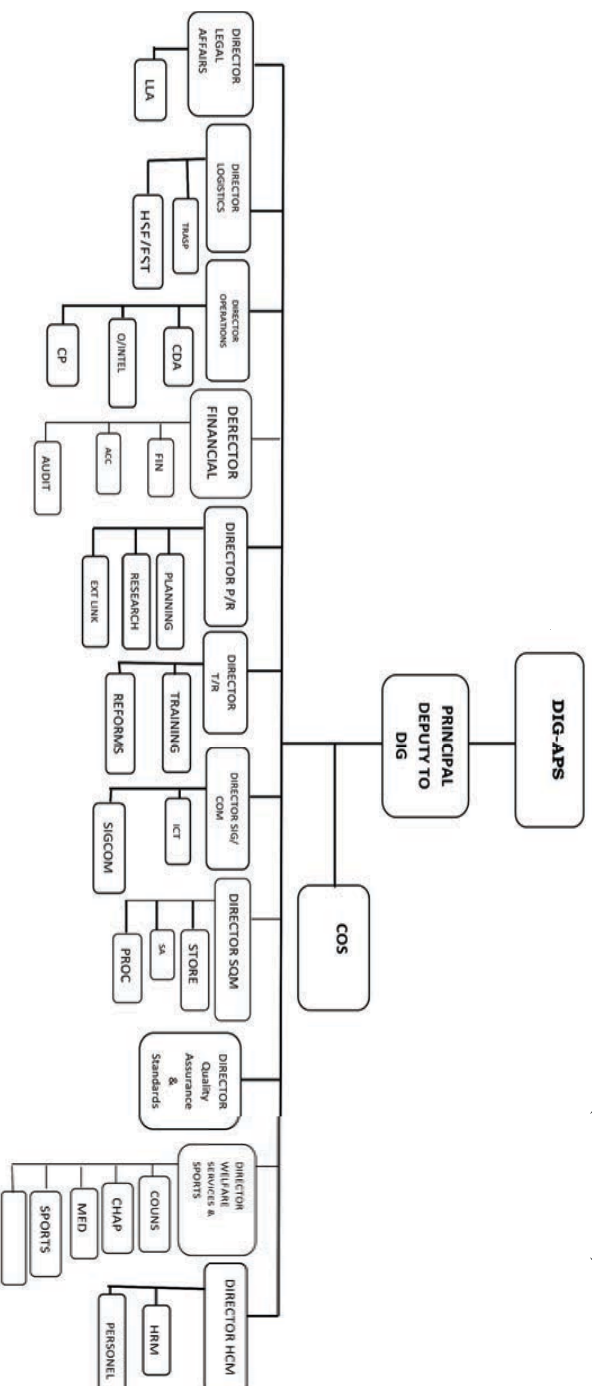 DIG-APS
PRINCIPAL
DEPUTY TO
DIG
COS
DIRECTOR
LEGAL
AFFAIRS
LLA
DIRECTOR
LOGISTICS
TRASP
HSE/EST
DIRECTOR
OPERATIONS
CDA
O/INTEL
CP
DERECTOR
FINANCIAL
FIN
ACC
AUDIT
DIRECTOR P/R
PLANNING
RESEARCH
EXT LINK
DIRECTOR
T/R
TRAINING
REFORMS
DIRECTOR SIG/
COM
ICT
SIGCOM
DIRECTOR SQM
STORE
SA
PROC
DIRECTOR
Quality
Assurance
&
Standards
DIRECTOR
WELFARE
SERVICES &
SPORTS
COUNS
CHAP
MED
SPORTS
DIRECTOR HCM
HRM
PERSONEL